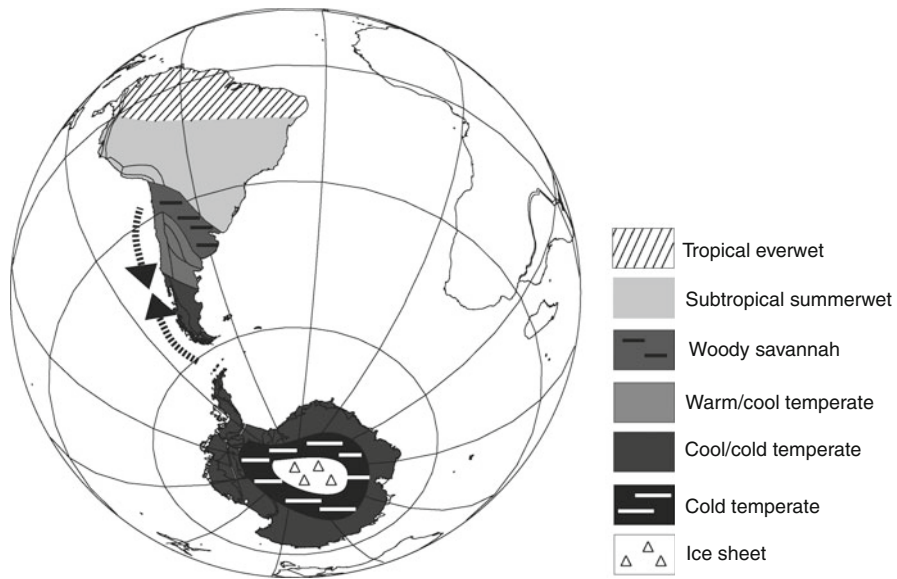 Tropical everwet
Subtropical summerwet
Woody savannah
Warm/cool temperate
Cool/cold temperate
Cold temperate
Ice sheet